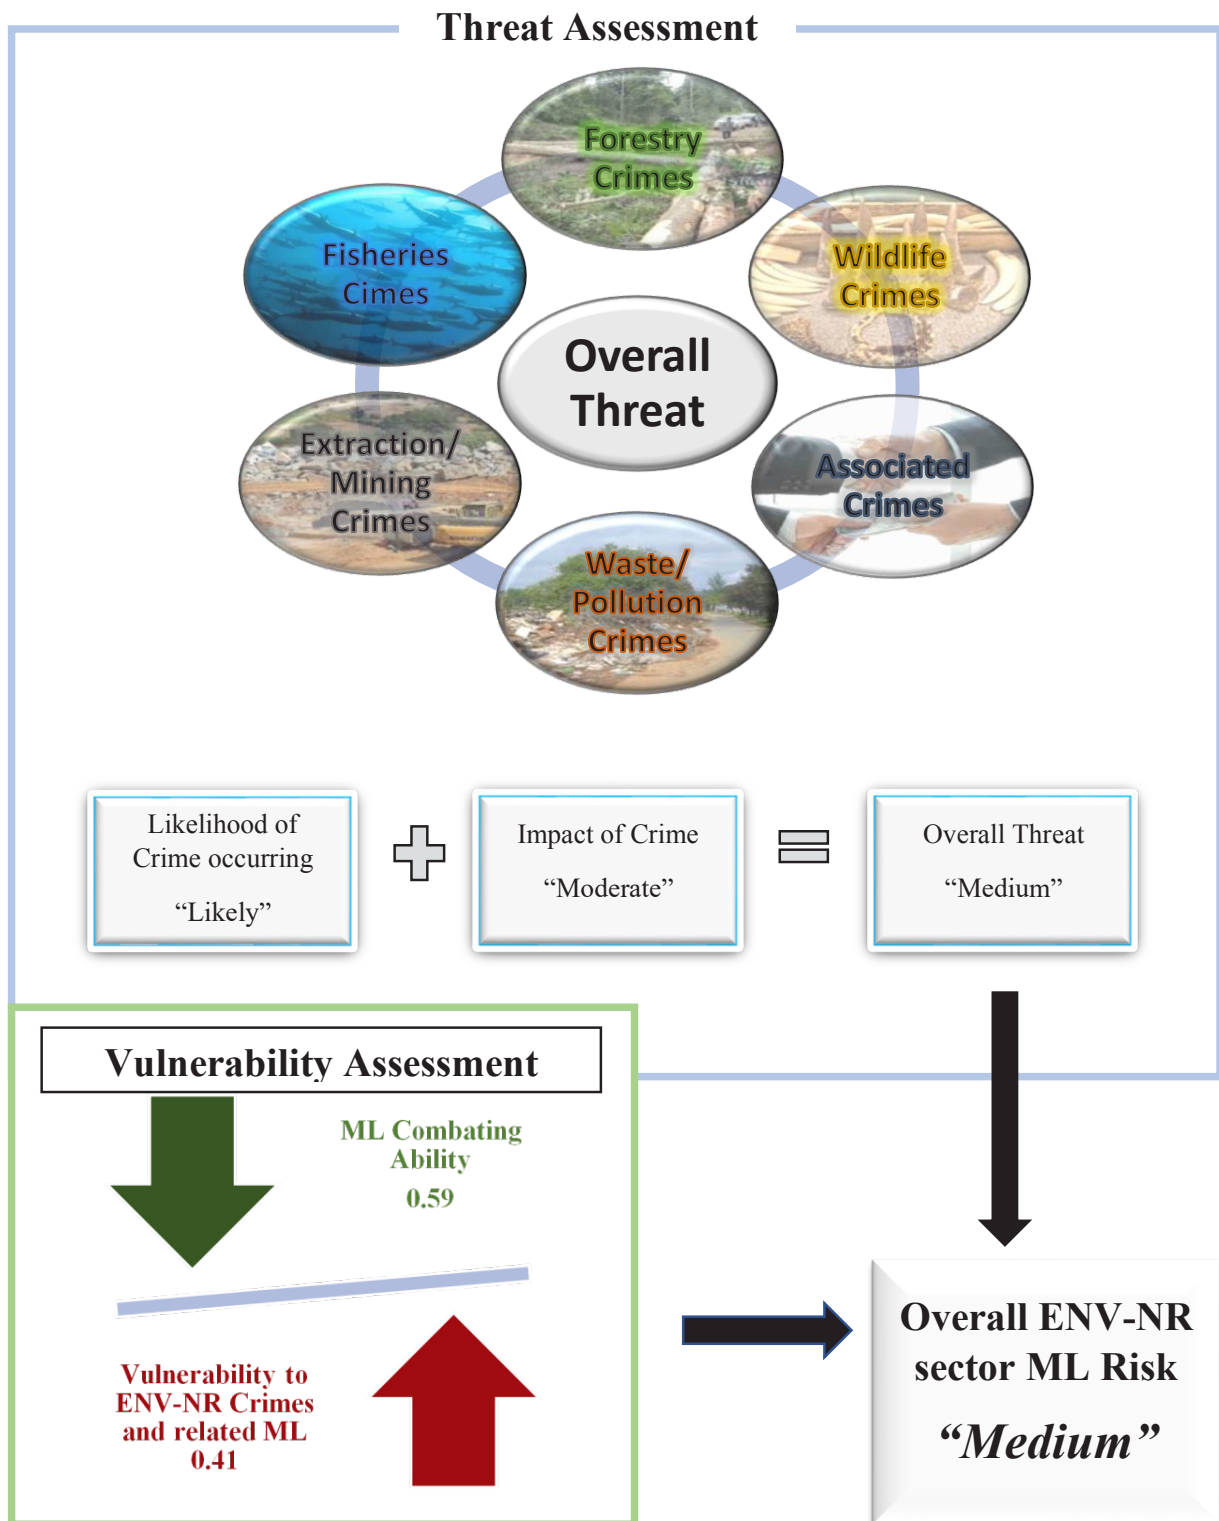 Threat Assessment
Forestry
Crimes
Fisheries
Cimes
Wildlife
Crimes
Overall
Threat
Extraction/
Mining
Crimes
Associated
Crimes
Waste/
Pollution
Crimes
Likelihood of
Crime occurring
“Likely”
Impact of Crime
“Moderate”
Overall Threat
“Medium”
Vulnerability Assessment
ML Combating
Ability
0.59
Vulnerability to
ENV-NR Crimes
and related ML
0.41
Overall ENV-NR
sector ML Risk
“Medium”